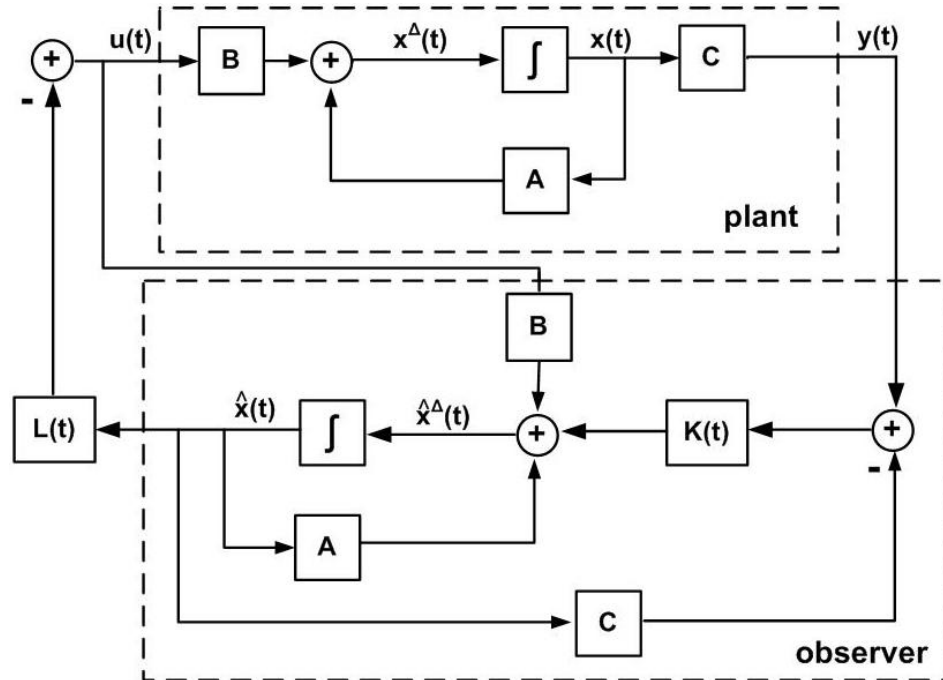 u(t)
B
+
x^Δ(t)
∫
x(t)
C
y(t)
+
-
A
plant
B
L(t)
x̂(t)
∫
x̂^Δ(t)
+
K(t)
+
-
A
C
observer